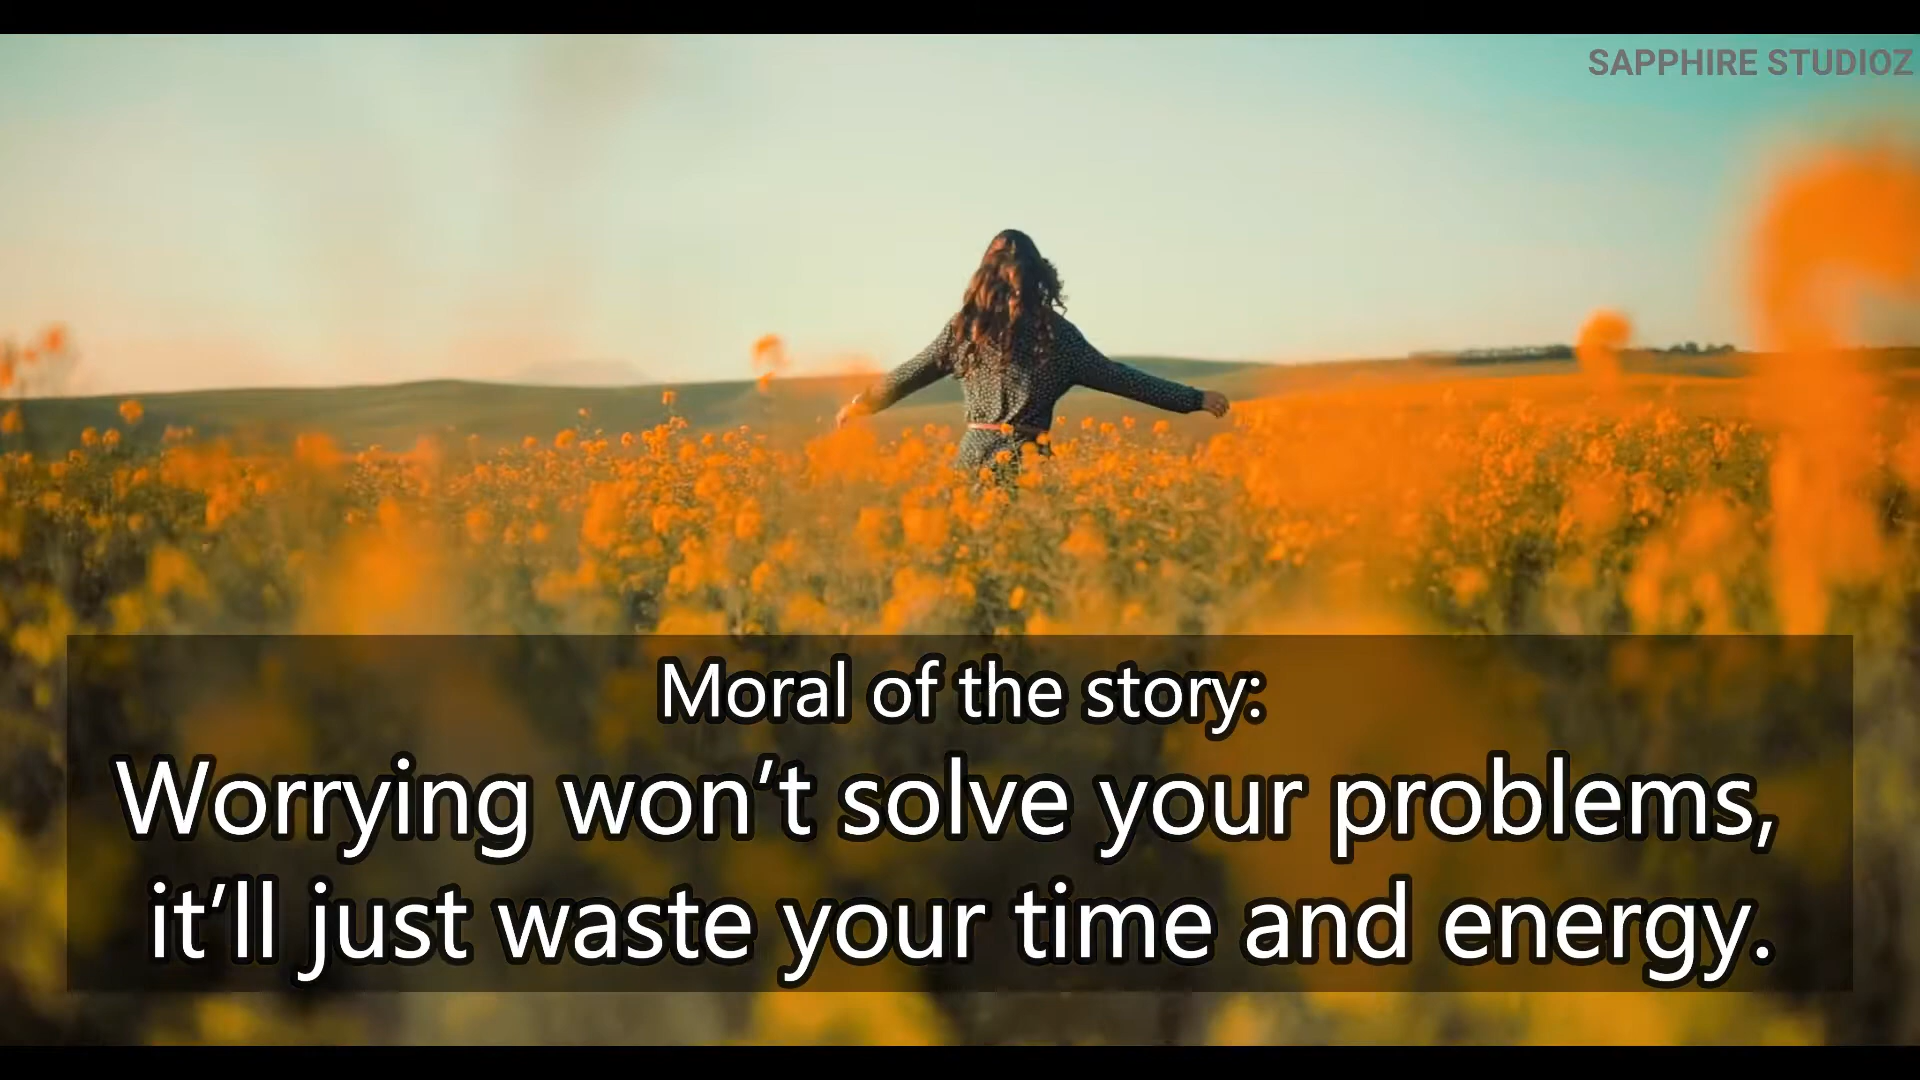 SAPPHIRE STUDIOZ
Moral of the story:
Worrying won’t solve your problems,
it’ll just waste your time and energy.